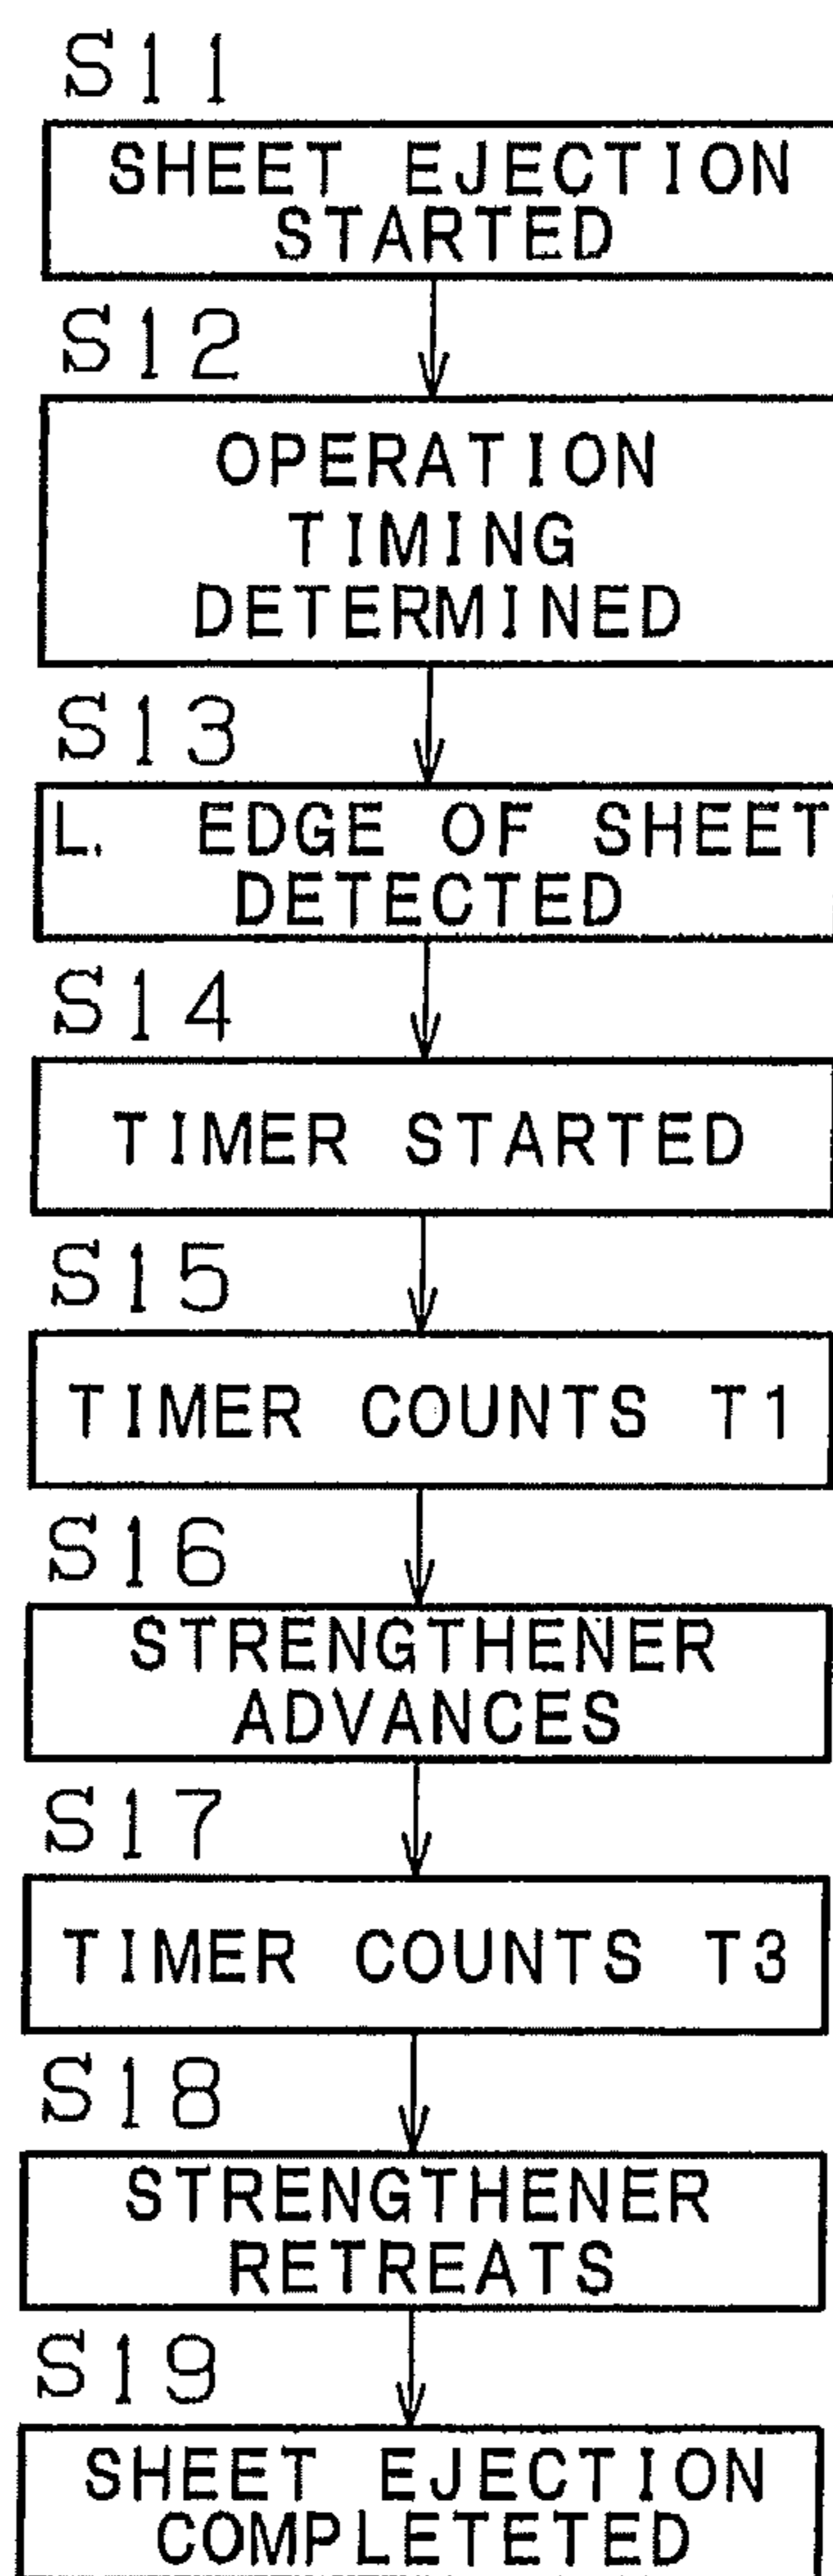 S11
SHEET EJECTION
STARTED
S12
OPERATION
TIMING
DETERMINED
S13
L. EDGE OF SHEET
DETECTED
S14
TIMER STARTED
S15
TIMER COUNTS T1
S16
STRENGTHENER
ADVANCES
S17
TIMER COUNTS T3
S18
STRENGTHENER
RETREATS
S19
SHEET EJECTION
COMPLETETED